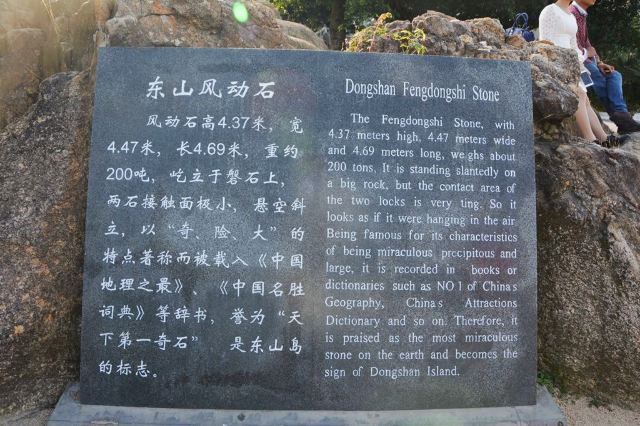 东山风动石
风动石高4.37米，宽
4.47米，长4.69米，重约
200吨，屹立于磐石上，
两石接触面极小，悬空斜
立，以“奇、险、大”的
特点著称而被载入《中国
地理之最》、《中国名胜
词典》等辞书，誉为“天
下第一奇石”　是东山岛
的标志。
Dongshan Fengdongshi Stone
The Fengdongshi Stone, with
4.37 meters high, 4.47 meters wide
and 4.69 meters long, we ghs about
200 tons. It is standing slantedly on
a big rock, but the contact area of
the two locks is very ting. So it
looks as if it were hanging in the air
Being famous for its characteristics
of being miraculous precipitous and
large, it is recorded in books or
dictionaries such as NO 1 of China's
Geography, China's Attractions
Dictionary and so on. Therefore, it
is praised as the most miraculous
stone on the earth and becomes the
sign of Dongshan Island.